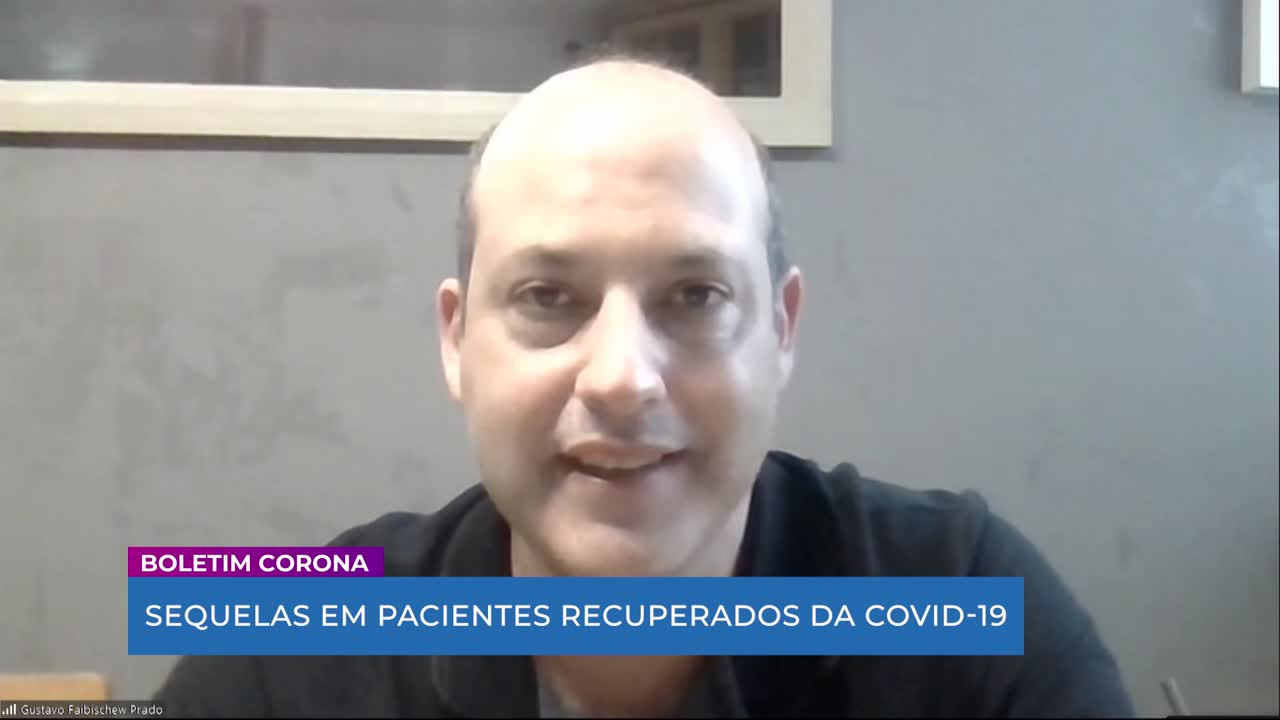 BOLETIM CORONA
SEQUELAS EM PACIENTES RECUPERADOS DA COVID-19
Gustavo Faibischew Prado